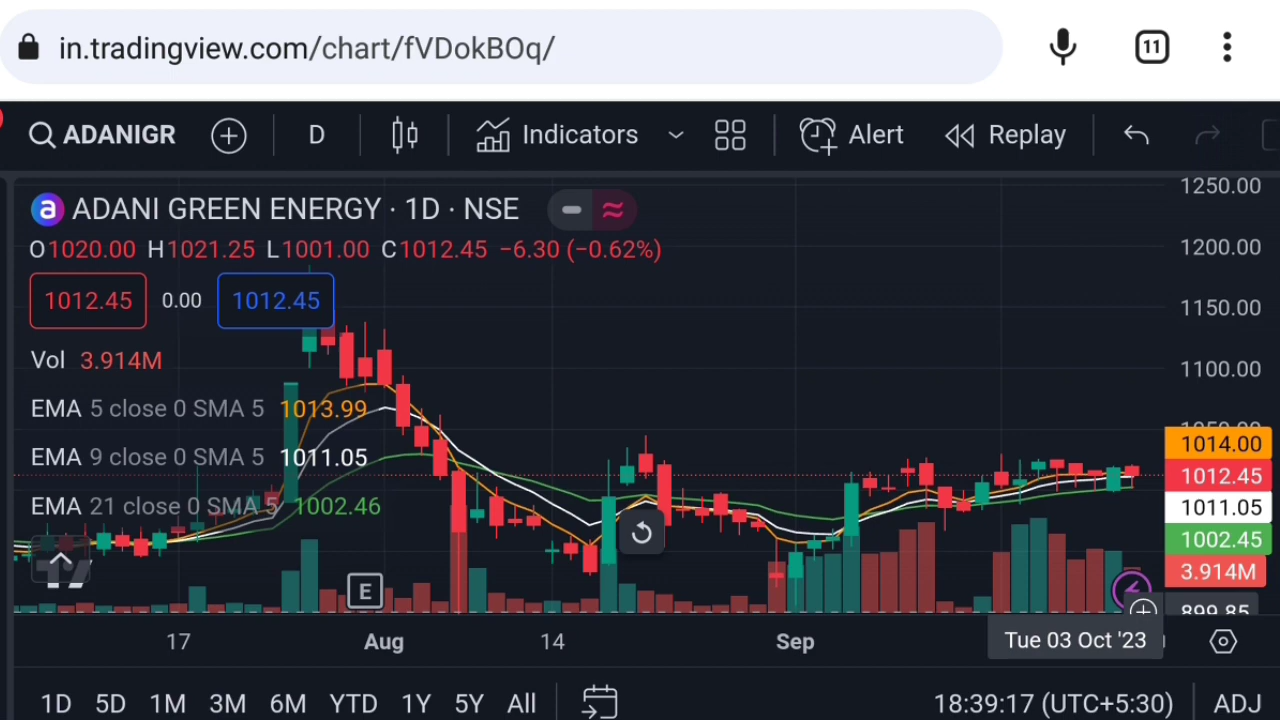 in.tradingview.com/chart/fVDokBOq/ 11
ADANIGR D Indicators Alert Replay
ADANI GREEN ENERGY · 1D · NSE
O1020.00 H1021.25 L1001.00 C1012.45 −6.30 (−0.62%)
1012.45 0.00 1012.45
Vol 3.914M
EMA 5 close 0 SMA 5 1013.99
EMA 9 close 0 SMA 5 1011.05
EMA 21 close 0 SMA 5 1002.46
1250.00
1200.00
1150.00
1100.00
1050.00
1014.00
1012.45
1011.05
1002.45
3.914M
899.85
E
17 Aug 14 Sep Tue 03 Oct '23
1D 5D 1M 3M 6M YTD 1Y 5Y All 18:39:17 (UTC+5:30) ADJ